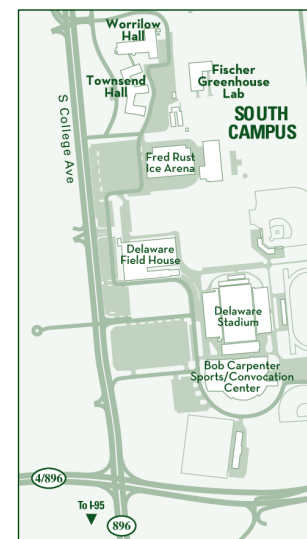 Worrilow
Hall
Townsend
Hall
Fischer
Greenhouse
Lab
SOUTH
CAMPUS
S College Ave
Fred Rust
Ice Arena
Delaware
Field House
Delaware
Stadium
Bob Carpenter
Sports/Convocation
Center
4/896
To I-95
896